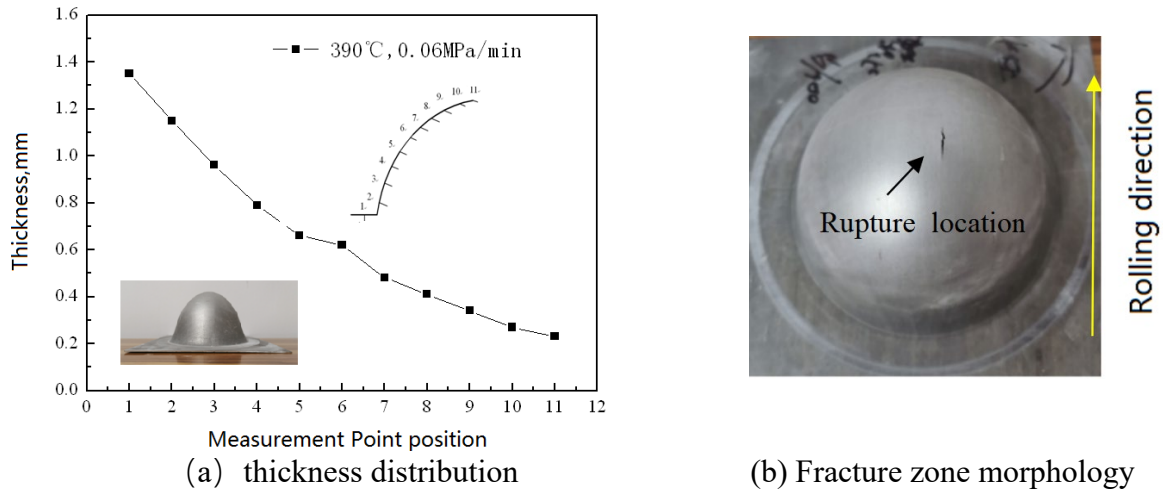 1.6
1.4
1.2
1.0
0.8
0.6
0.4
0.2
0.0
Thickness,mm
390℃,0.06MPa/min
1.
2.
3.
4.
5.
6.
7.
8.
9.
10.
11.
0 1 2 3 4 5 6 7 8 9 10 11 12
Measurement Point position
(a) thickness distribution
Rupture location
Rolling direction
(b) Fracture zone morphology